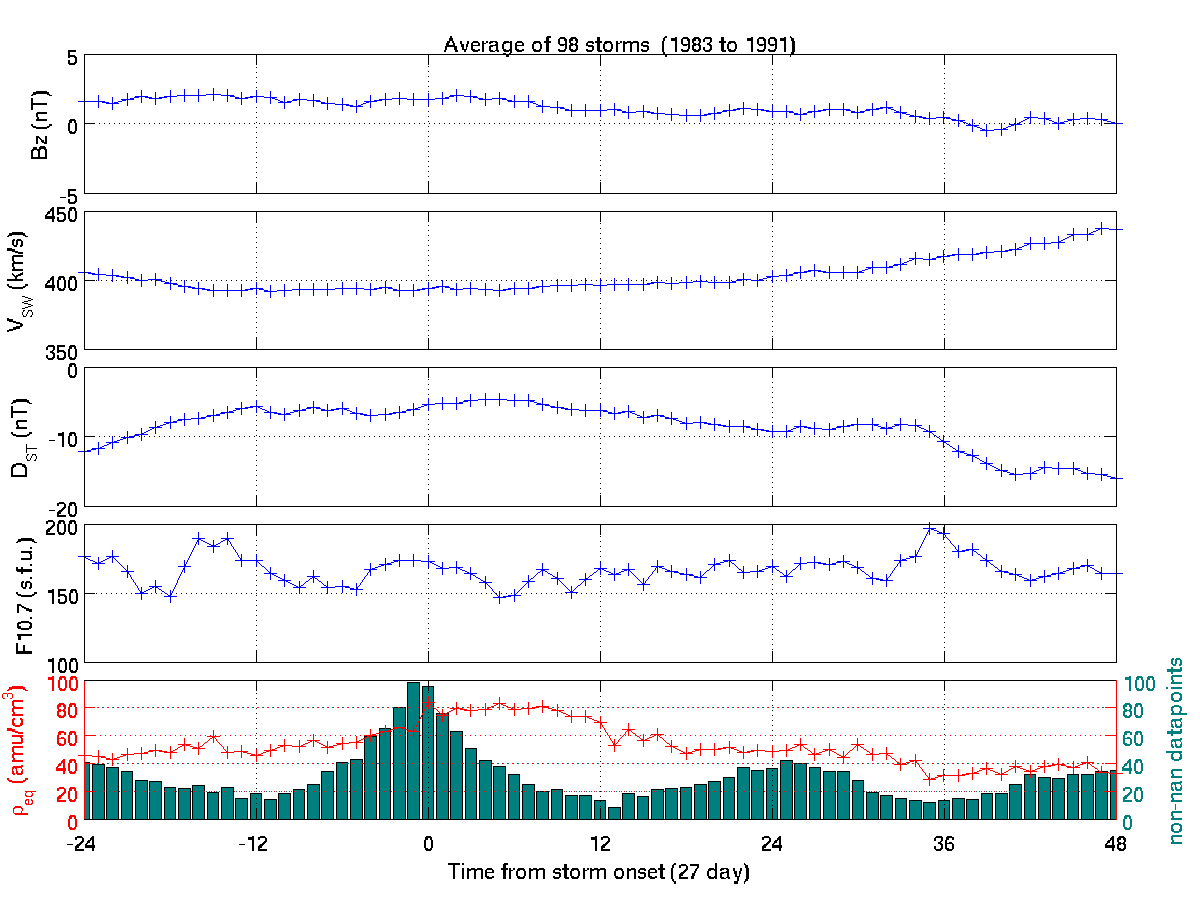 Average of 98 storms (1983 to 1991)
5
0
-5
Bz (nT)
450
400
350
V_SW (km/s)
0
-10
-20
D_ST (nT)
200
150
100
F10.7 (s.f.u.)
100
80
60
40
20
0
ρ_eq (amu/cm^3)
100
80
60
40
20
0
non-nan datapoints
-24 -12 0 12 24 36 48
Time from storm onset (27 day)